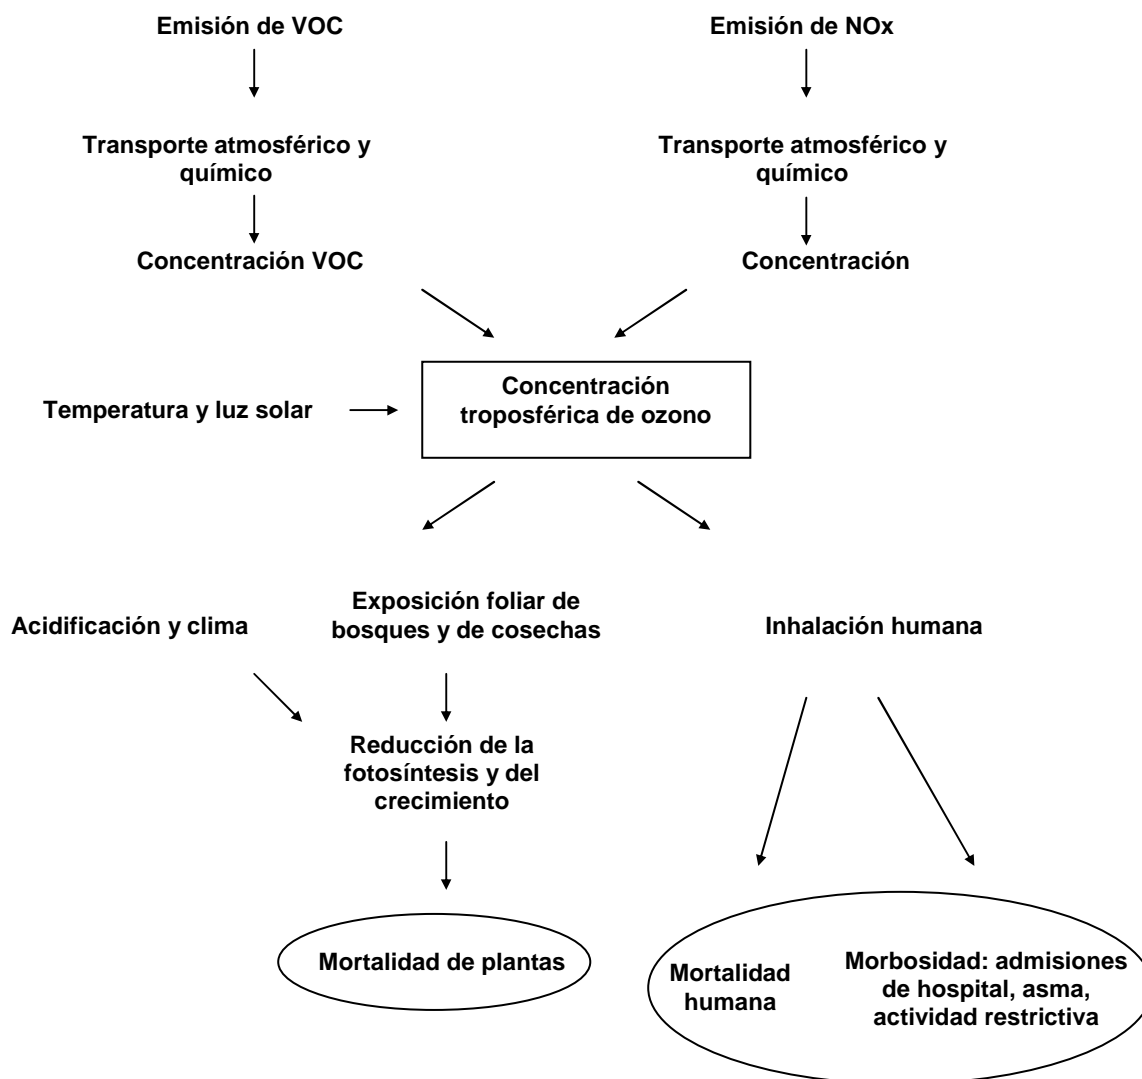 Emisión de VOC
Emisión de NOx
Transporte atmosférico y
químico
Transporte atmosférico y
químico
Concentración VOC
Concentración
Concentración
troposférica de ozono
Temperatura y luz solar
Acidificación y clima
Exposición foliar de
bosques y de cosechas
Inhalación humana
Reducción de la
fotosíntesis y del
crecimiento
Mortalidad de plantas
Mortalidad
humana
Morbosidad: admisiones
de hospital, asma,
actividad restrictiva